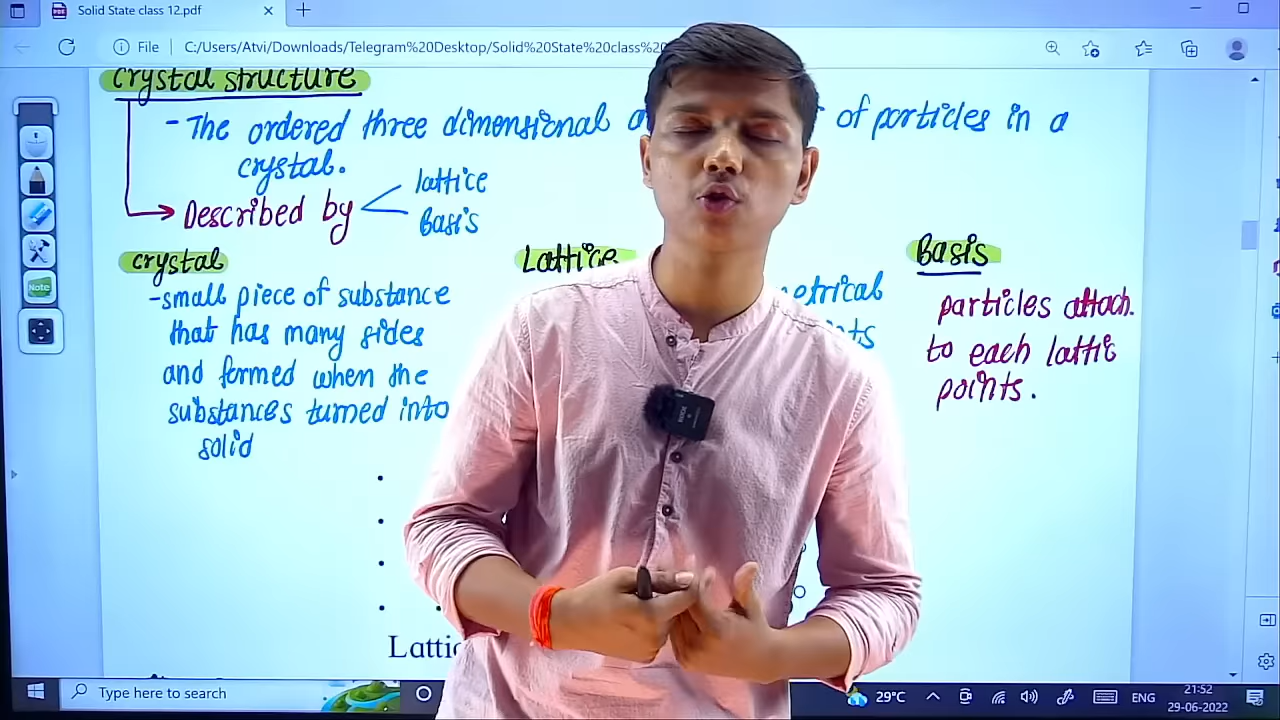 Solid State class 12.pdf
File
C:/Users/Atvi/Downloads/Telegram%20Desktop/Solid%20State%20class%20
crystal structure
- The ordered three dimensional of particles in a
crystal.
Described by
lattice
Basis
crystal
- small piece of substance
that has many sides
and formed when the
substances turned into
solid
Lattice
Basis
particles attach.
to each lattic
points.
Note
Type here to search
29°C
ENG
21:52
29-06-2022